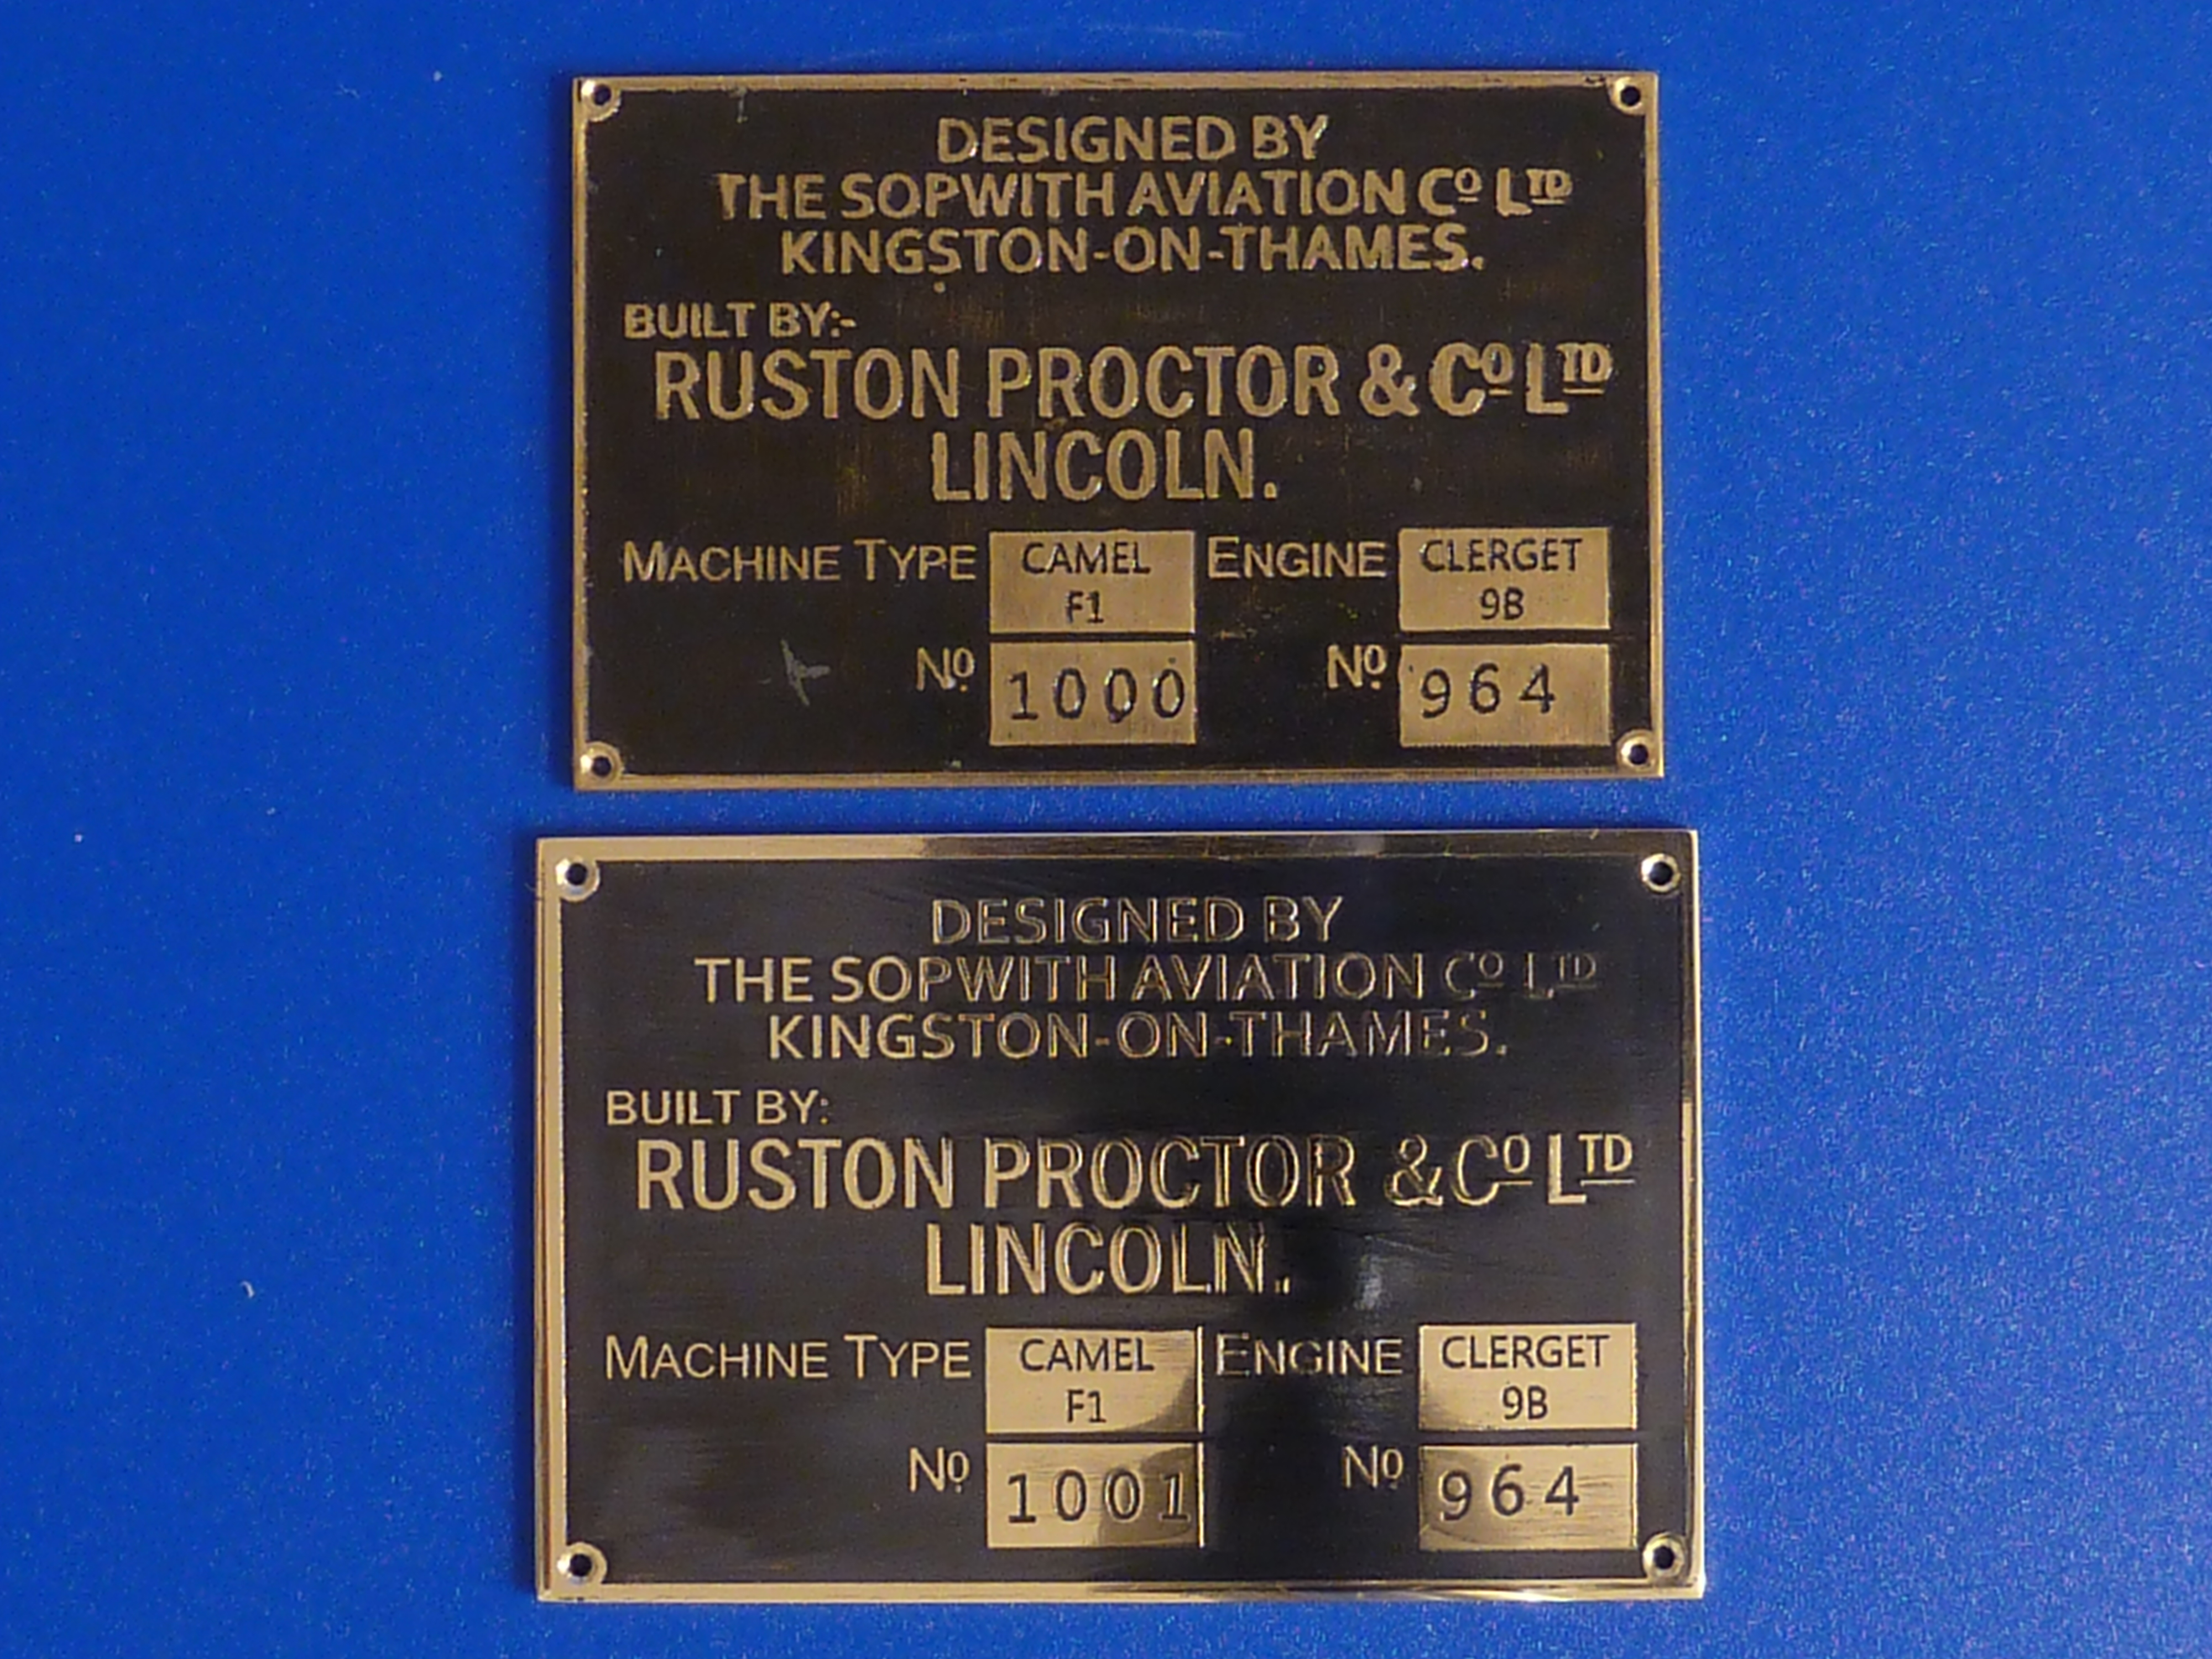 DESIGNED BY
THE SOPWITH AVIATION Cº LTD
KINGSTON-ON-THAMES.
BUILT BY:-
RUSTON PROCTOR & Cº LTD
LINCOLN.
MACHINE TYPE CAMEL F1 ENGINE CLERGET 9B
Nº 1000 Nº 964
DESIGNED BY
THE SOPWITH AVIATION Cº LTD
KINGSTON-ON-THAMES.
BUILT BY:
RUSTON PROCTOR & Cº LTD
LINCOLN.
MACHINE TYPE CAMEL F1 ENGINE CLERGET 9B
Nº 1001 Nº 964